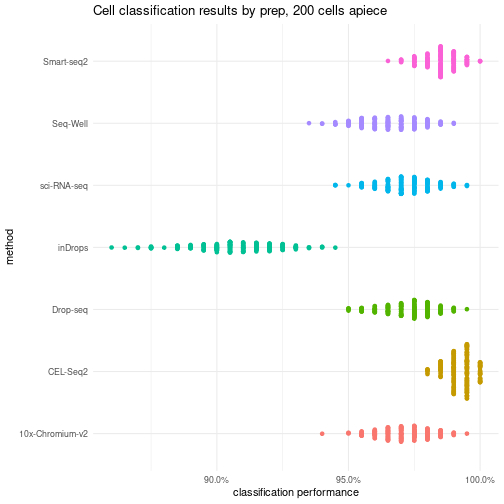 Cell classification results by prep, 200 cells apiece
Smart-seq2
Seq-Well
sci-RNA-seq
inDrops
Drop-seq
CEL-Seq2
10x-Chromium-v2
method
90.0% 95.0% 100.0%
classification performance